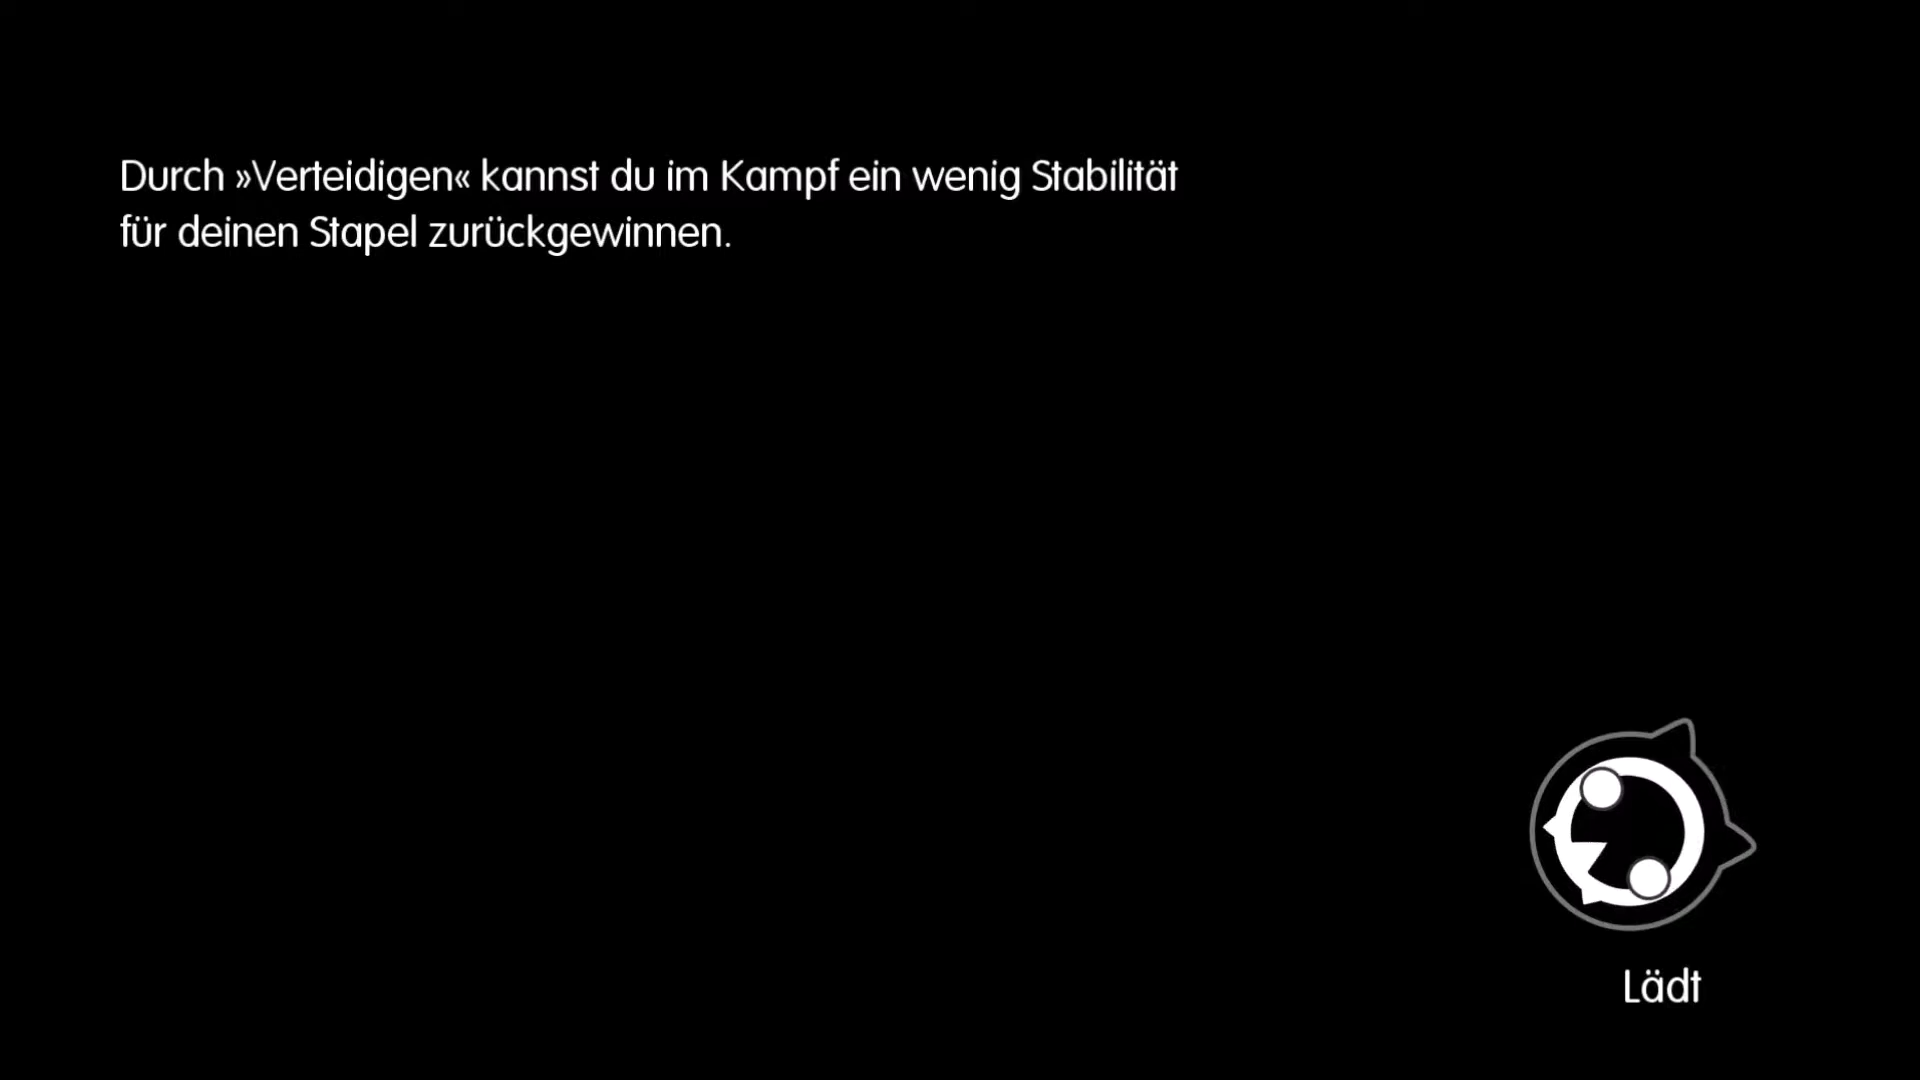 Durch »Verteidigen« kannst du im Kampf ein wenig Stabilität
für deinen Stapel zurückgewinnen.
Lädt